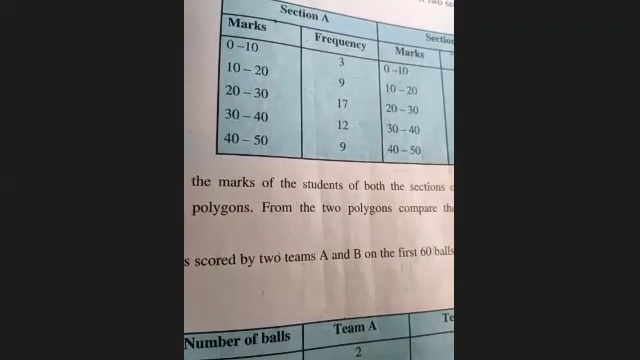 two se
Section A
Section
Marks Frequency Marks
0–10 3 0–10
10–20 9 10–20
20–30 17 20–30
30–40 12 30–40
40–50 9 40–50
the marks of the students of both the sections
polygons. From the two polygons compare the
s scored by two teams A and B on the first 60 balls
Number of balls Team A Te
2